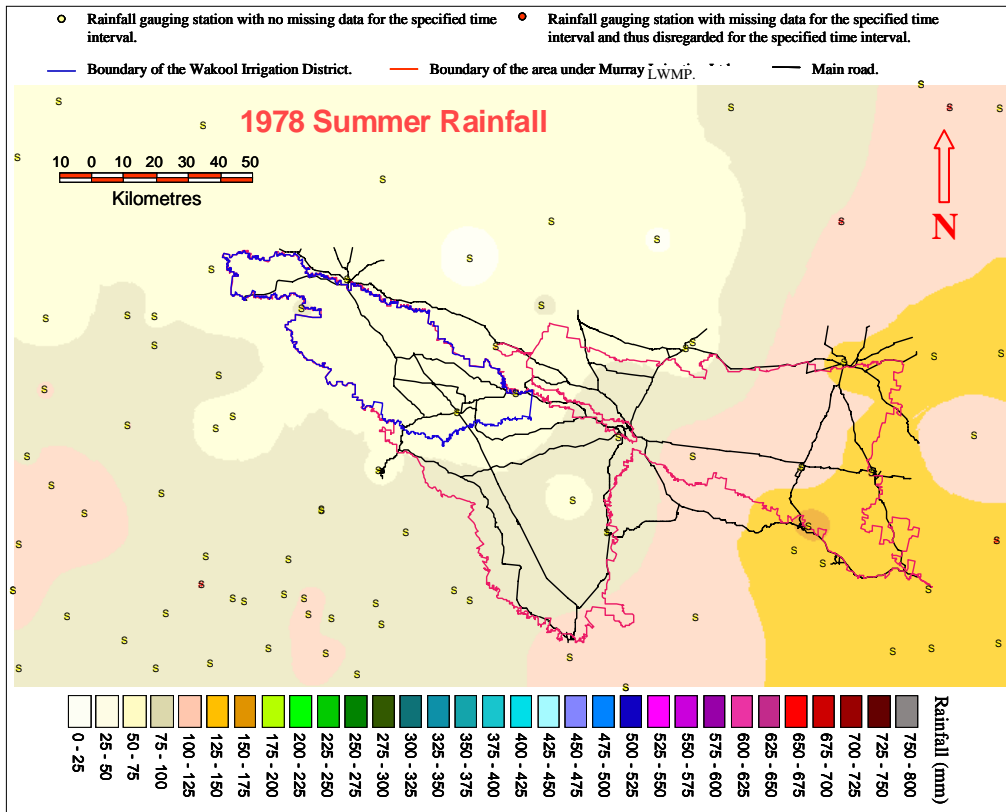 Rainfall gauging station with no missing data for the specified time
interval.
Rainfall gauging station with missing data for the specified time
interval and thus disregarded for the specified time interval.
Boundary of the Wakool Irrigation District.
Boundary of the area under Murray
LWMP.
Main road.
1978 Summer Rainfall
10 0 10 20 30 40 50
Kilometres
N
0 - 25
25 - 50
50 - 75
75 - 100
100 - 125
125 - 150
150 - 175
175 - 200
200 - 225
225 - 250
250 - 275
275 - 300
300 - 325
325 - 350
350 - 375
375 - 400
400 - 425
425 - 450
450 - 475
475 - 500
500 - 525
525 - 550
550 - 575
575 - 600
600 - 625
625 - 650
650 - 675
675 - 700
700 - 725
725 - 750
750 - 800
Rainfall (mm)